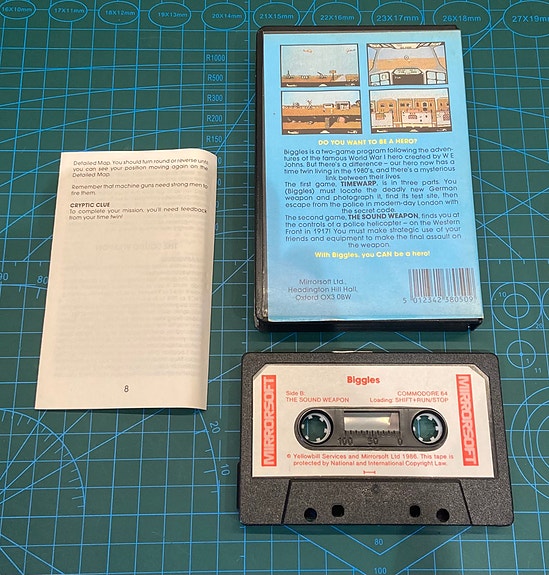 16X10mm
17X11mm
18X12mm
19X13mm
20X14mm
21X15mm
22X16mm
23X17mm
26X18mm
27X19mm
R1000
R500
R300
R200
R150
Detailed Map. You should turn round or reverse until
you can see your position moving again on the
Detailed Map.
Remember that machine guns need strong men to
fire them.
CRYPTIC CLUE
To complete your mission, you'll need feedback
from your time twin!
8
DO YOU WANT TO BE A HERO?
Biggles is a two-game program following the adven-
tures of the famous World War I hero created by W E
Johns. But there's a difference – our hero now has a
time twin living in the 1980's, and there's a mysterious
link between their lives.
The first game, TIMEWARP, is in three parts. You
(Biggles) must locate the deadly new German
weapon and photograph it, find its test site, then
escape from the police in modern-day London with
the secret code.
The second game, THE SOUND WEAPON, finds you at
the controls of a police helicopter – on the Western
Front in 1917! You must make strategic use of your
friends and equipment to make the final assault on
the weapon.
With Biggles, you CAN be a hero!
Mirrorsoft Ltd.,
Headington Hill Hall,
Oxford OX3 0BW.
5 012342 380509
Biggles
Side B:
THE SOUND WEAPON
COMMODORE 64
Loading: SHIFT+RUN/STOP
MIRRORSOFT
MIRRORSOFT
100 50 0
© Yellowbill Services and Mirrorsoft Ltd 1986. This tape is
protected by National and International Copyright Law.
80
100